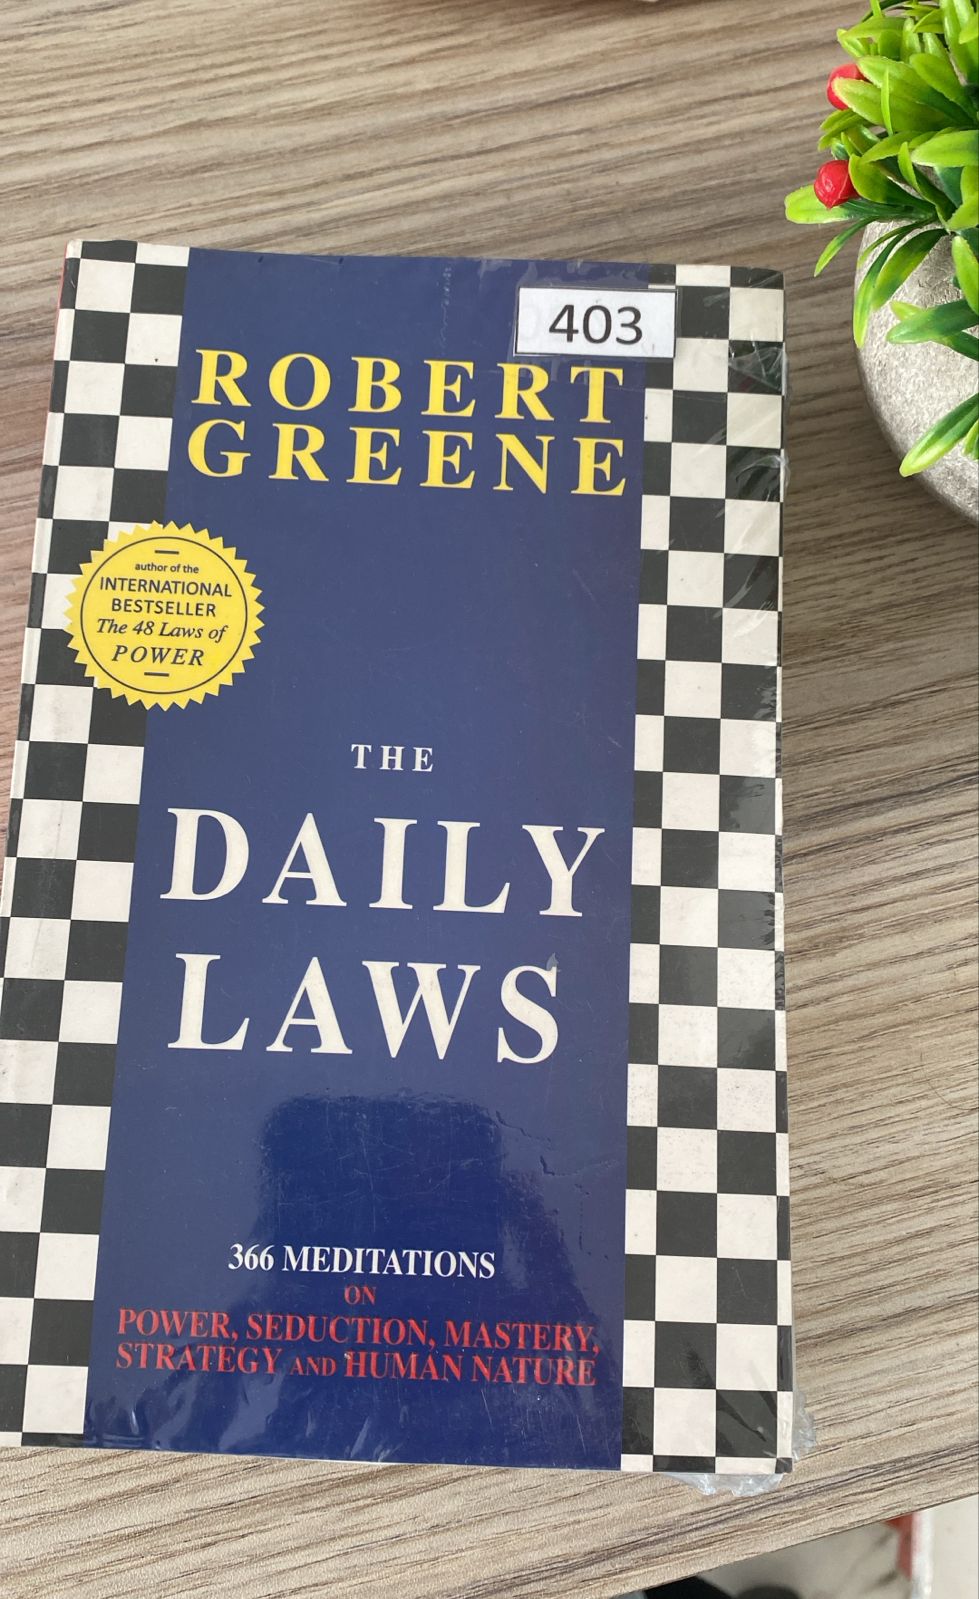 403
ROBERT
GREENE
author of the
INTERNATIONAL
BESTSELLER
The 48 Laws of
POWER
THE
DAILY
LAWS
366 MEDITATIONS
ON
POWER, SEDUCTION, MASTERY,
STRATEGY AND HUMAN NATURE